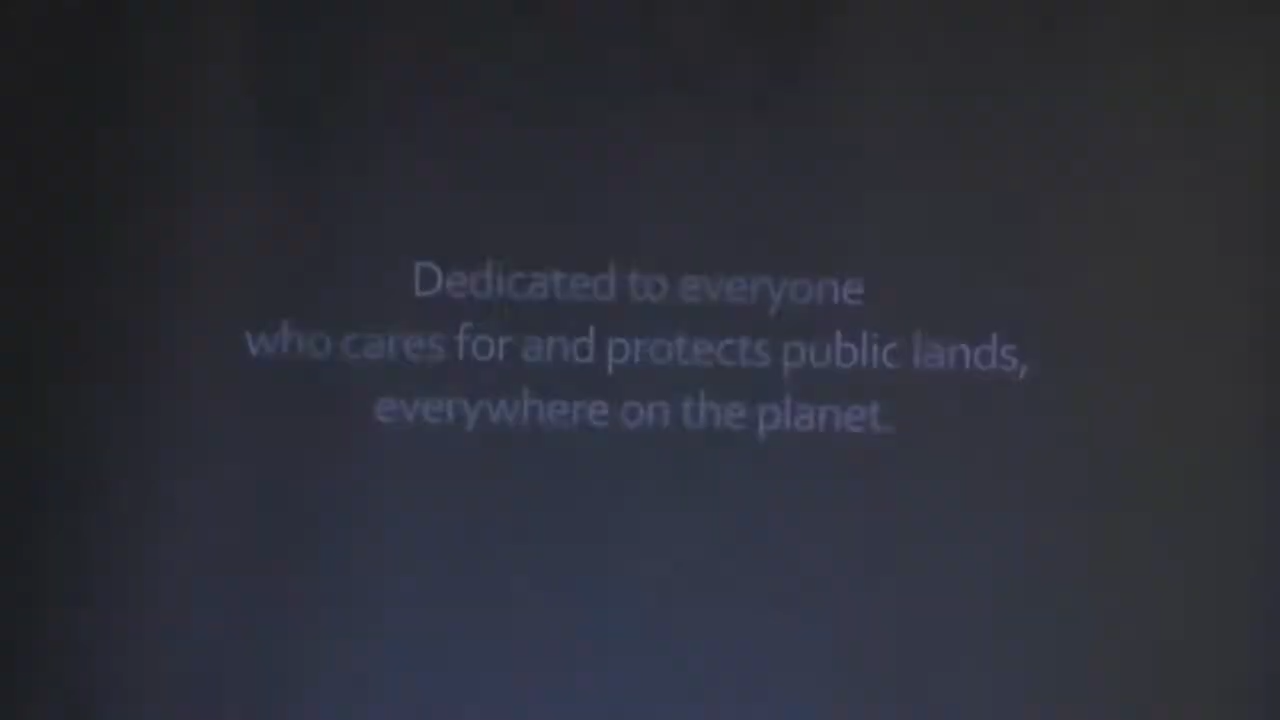 Dedicated to everyone
who cares for and protects public lands,
everywhere on the planet.